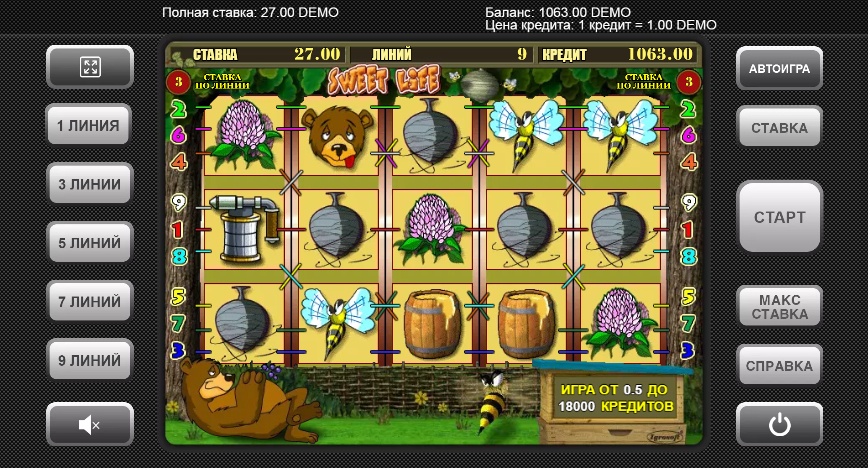 Полная ставка: 27.00 DEMO
Баланс: 1063.00 DEMO
Цена кредита: 1 кредит = 1.00 DEMO
СТАВКА 27.00 ЛИНИЙ 9 КРЕДИТ 1063.00
SWEET LIFE
3 СТАВКА ПО ЛИНИИ
СТАВКА ПО ЛИНИИ 3
2 2
6 6
4 4
9 9
1 1
8 8
5 5
7 7
3 3
1 ЛИНИЯ
3 ЛИНИИ
5 ЛИНИЙ
7 ЛИНИЙ
9 ЛИНИЙ
АВТОИГРА
СТАВКА
СТАРТ
МАКС
СТАВКА
СПРАВКА
ИГРА ОТ 0.5 ДО
18000 КРЕДИТОВ
Igrosoft